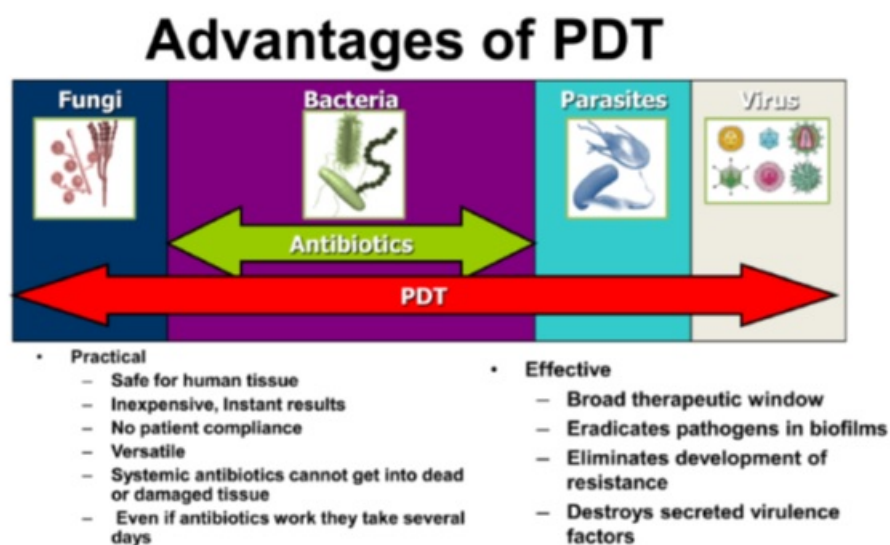 Advantages of PDT
Fungi
Bacteria
Parasites
Virus
Antibiotics
PDT
• Practical
– Safe for human tissue
– Inexpensive, Instant results
– No patient compliance
– Versatile
– Systemic antibiotics cannot get into dead
or damaged tissue
– Even if antibiotics work they take several
days
• Effective
– Broad therapeutic window
– Eradicates pathogens in biofilms
– Eliminates development of
resistance
– Destroys secreted virulence
factors